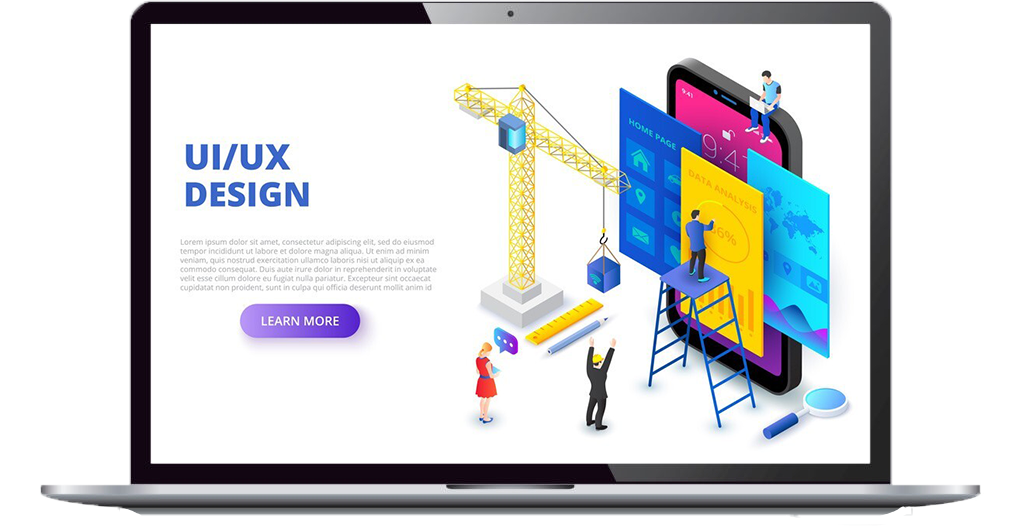 UI/UX
DESIGN
Lorem ipsum dolor sit amet, consectetur adipiscing elit, sed do eiusmod
tempor incididunt ut labore et dolore magna aliqua. Ut enim ad minim
veniam, quis nostrud exercitation ullamco laboris nisi ut aliquip ex ea
commodo consequat. Duis aute irure dolor in reprehenderit in voluptate
velit esse cillum dolore eu fugiat nulla pariatur. Excepteur sint occaecat
cupidatat non proident, sunt in culpa qui officia deserunt mollit anim id
LEARN MORE
9:41
HOME PAGE
DATA ANALYSIS